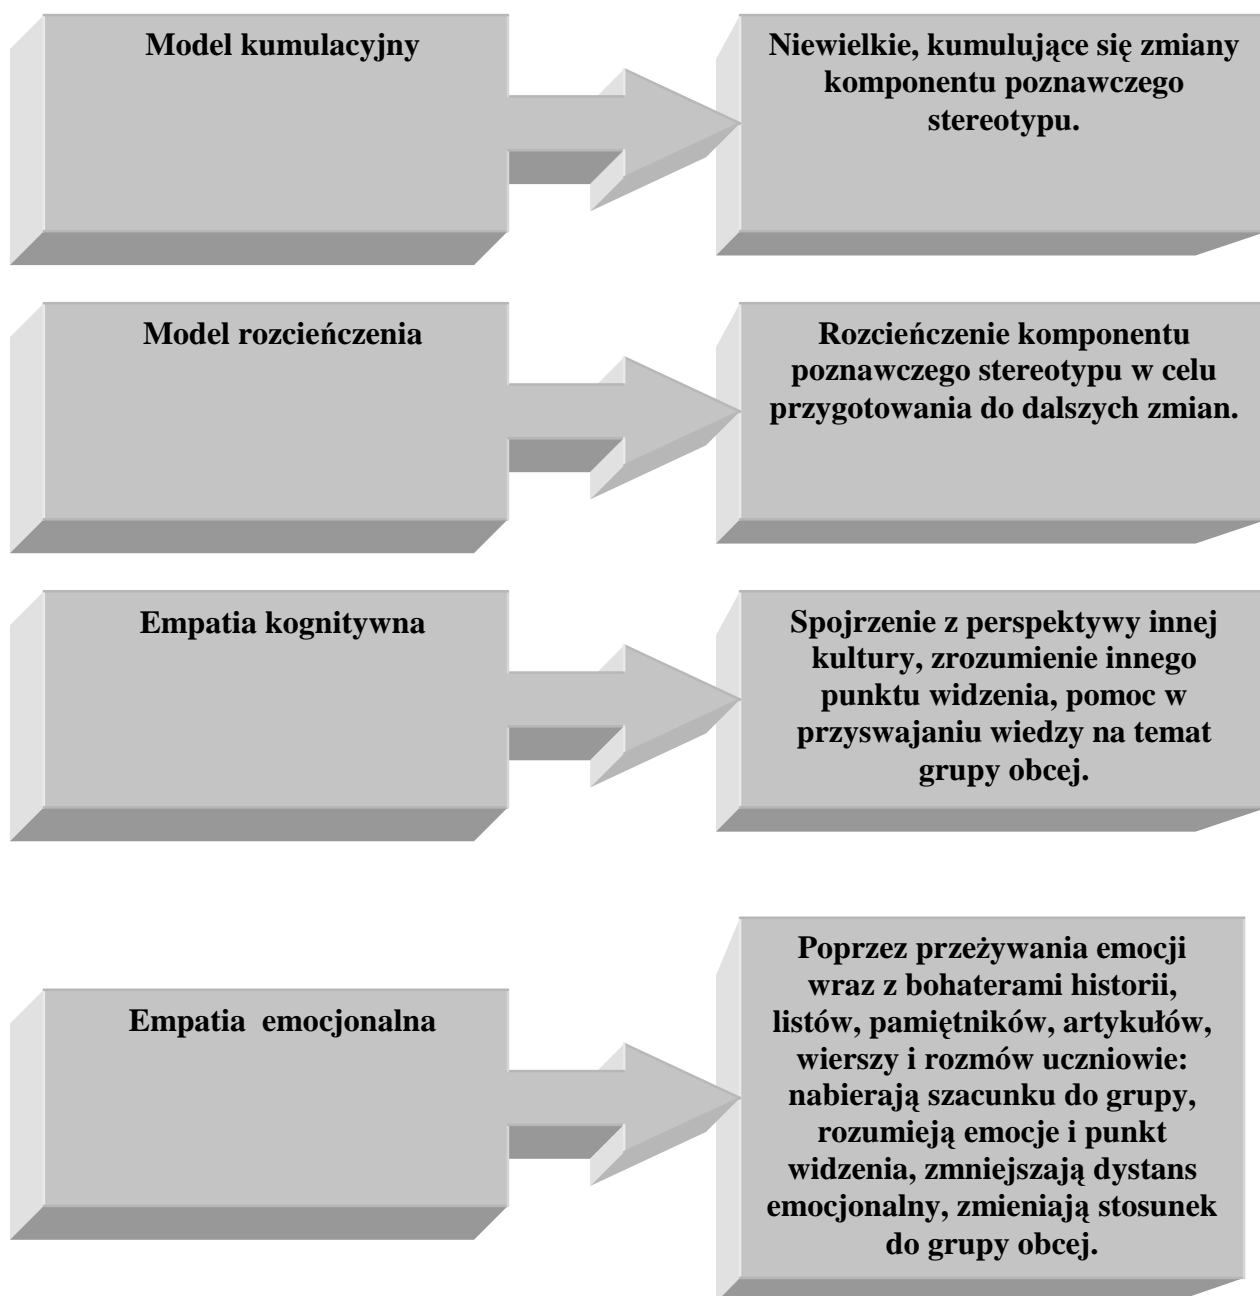 Model kumulacyjny
Niewielkie, kumulujące się zmiany
komponentu poznawczego
stereotypu.
Model rozcieńczenia
Rozcieńczenie komponentu
poznawczego stereotypu w celu
przygotowania do dalszych zmian.
Empatia kognitywna
Spojrzenie z perspektywy innej
kultury, zrozumienie innego
punktu widzenia, pomoc w
przyswajaniu wiedzy na temat
grupy obcej.
Empatia  emocjonalna
Poprzez przeżywania emocji
wraz z bohaterami historii,
listów, pamiętników, artykułów,
wierszy i rozmów uczniowie:
nabierają szacunku do grupy,
rozumieją emocje i punkt
widzenia, zmniejszają dystans
emocjonalny, zmieniają stosunek
do grupy obcej.